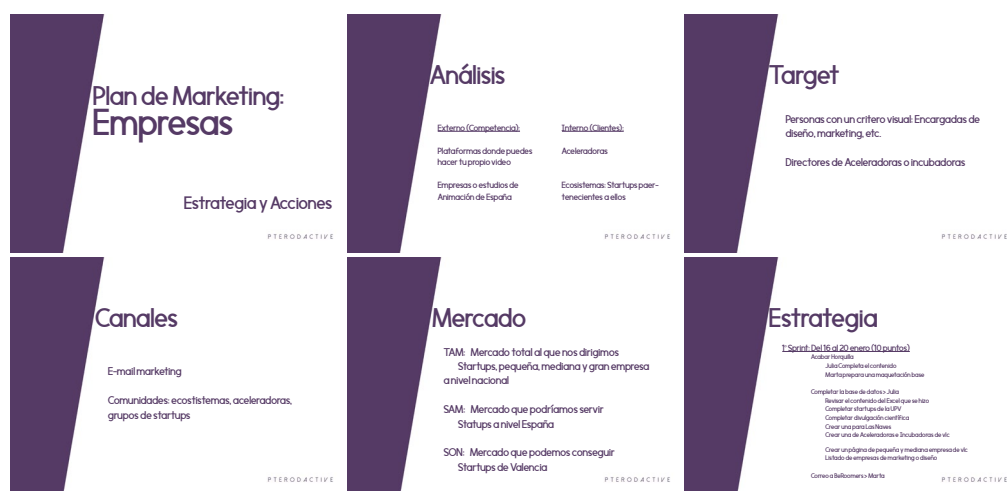 Plan de Marketing:
Empresas
Estrategia y Acciones
PTERODACTIVE
Análisis
Externo (Competencia):
Plataformas donde puedes
hacer tu propio video
Empresas o estudios de
Animación de España
Interno (Clientes):
Aceleradoras
Ecosistemas: Startups paer-
tenecientes a ellos
PTERODACTIVE
Target
Personas con un critero visual: Encargadas de
diseño, marketing, etc.
Directores de Aceleradoras o incubadoras
PTERODACTIVE
Canales
E-mail marketing
Comunidades: ecostistemas, aceleradoras,
grupos de startups
PTERODACTIVE
Mercado
TAM: Mercado total al que nos dirigimos
Startups, pequeña, mediana y gran empresa
a nivel nacional
SAM: Mercado que podríamos servir
Statups a nivel España
SON: Mercado que podemos conseguir
Startups de Valencia
PTERODACTIVE
Estrategia
1º Sprint: Del 16 al 20 enero (10 puntos)
Acabar Horquilla
Julia Completa el contenido
Marta prepara una maquetación base
Completar la base de datos > Julia
Revisar el contenido del Excel que se hizo
Completar startups de la UPV
Completar divulgación científica
Crear una para Las Naves
Crear una de Aceleradoras e Incubadoras de vlc
Crear un página de pequeña y mediana empresa de vlc
Listado de empresas de marketing o diseño
Correo a BeRoomers > Marta
PTERODACTIVE